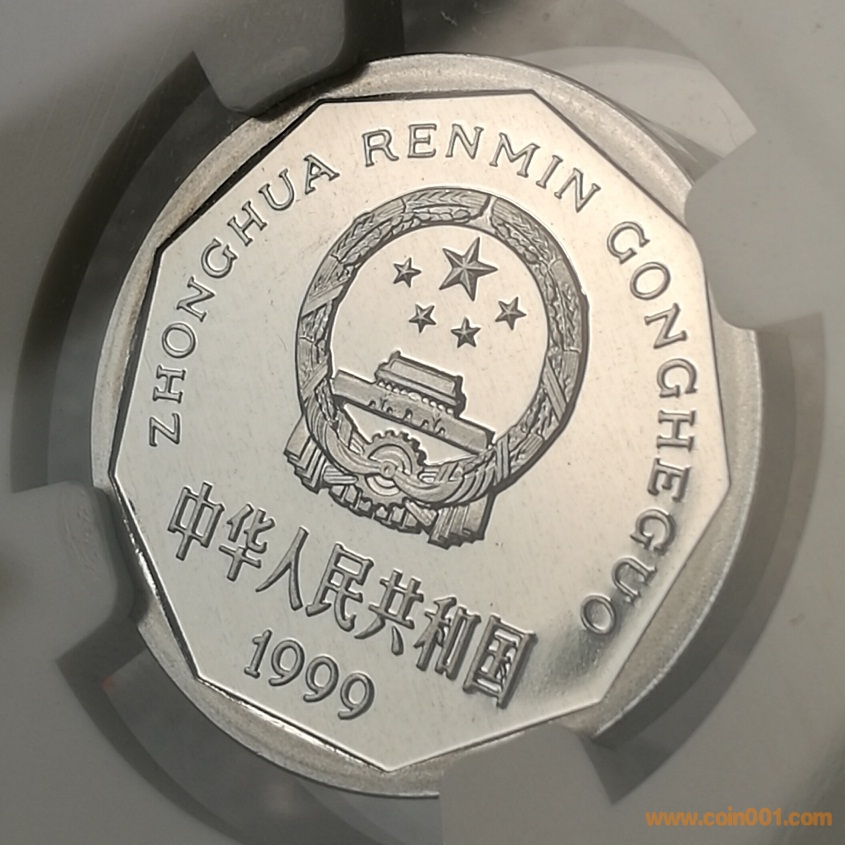 ZHONGHUA RENMIN GONGHEGUO
中华人民共和国
1999
www.coin001.com